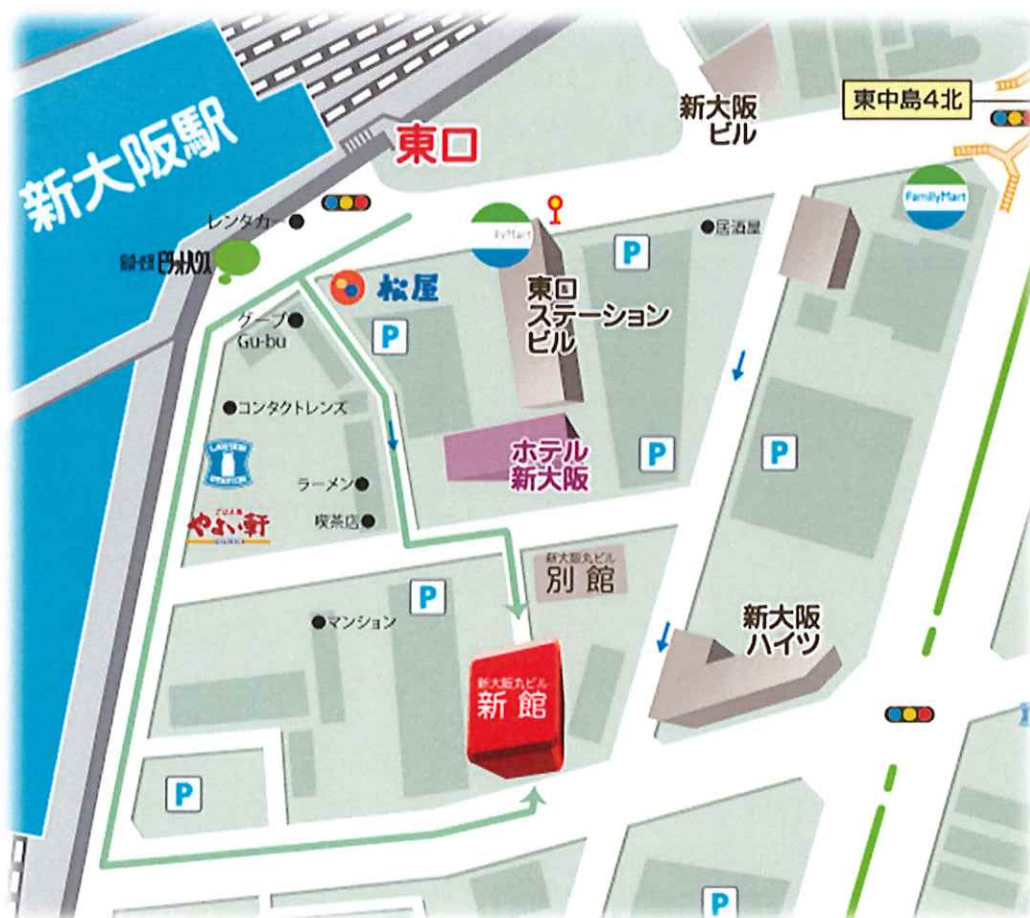 新大阪駅
東口
新大阪
ビル
東中島4北
レンタカー
FamilyMart
lyMart
居酒屋
P
松屋
東口
ステーション
ビル
グーブ
Gu-bu
P
コンタクトレンズ
ホテル
新大阪
P
P
LAWSON
STATION
ラーメン
やよい軒
喫茶店
新大阪丸ビル
別館
P
マンション
新大阪
ハイツ
新大阪丸ビル
新館
P
P